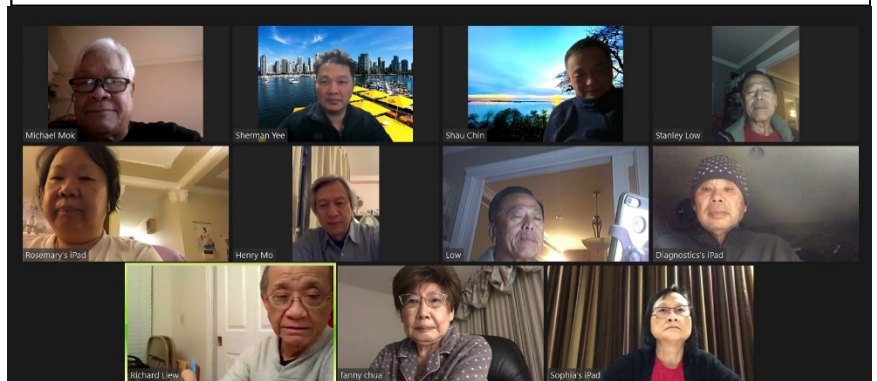 Michael Mok
Sherman Yee
Shau Chin
Stanley Low
Rosemary's iPad
Henry Mo
Low
Diagnostics's iPad
Richard Liew
fanny chua
Sophia's iPad